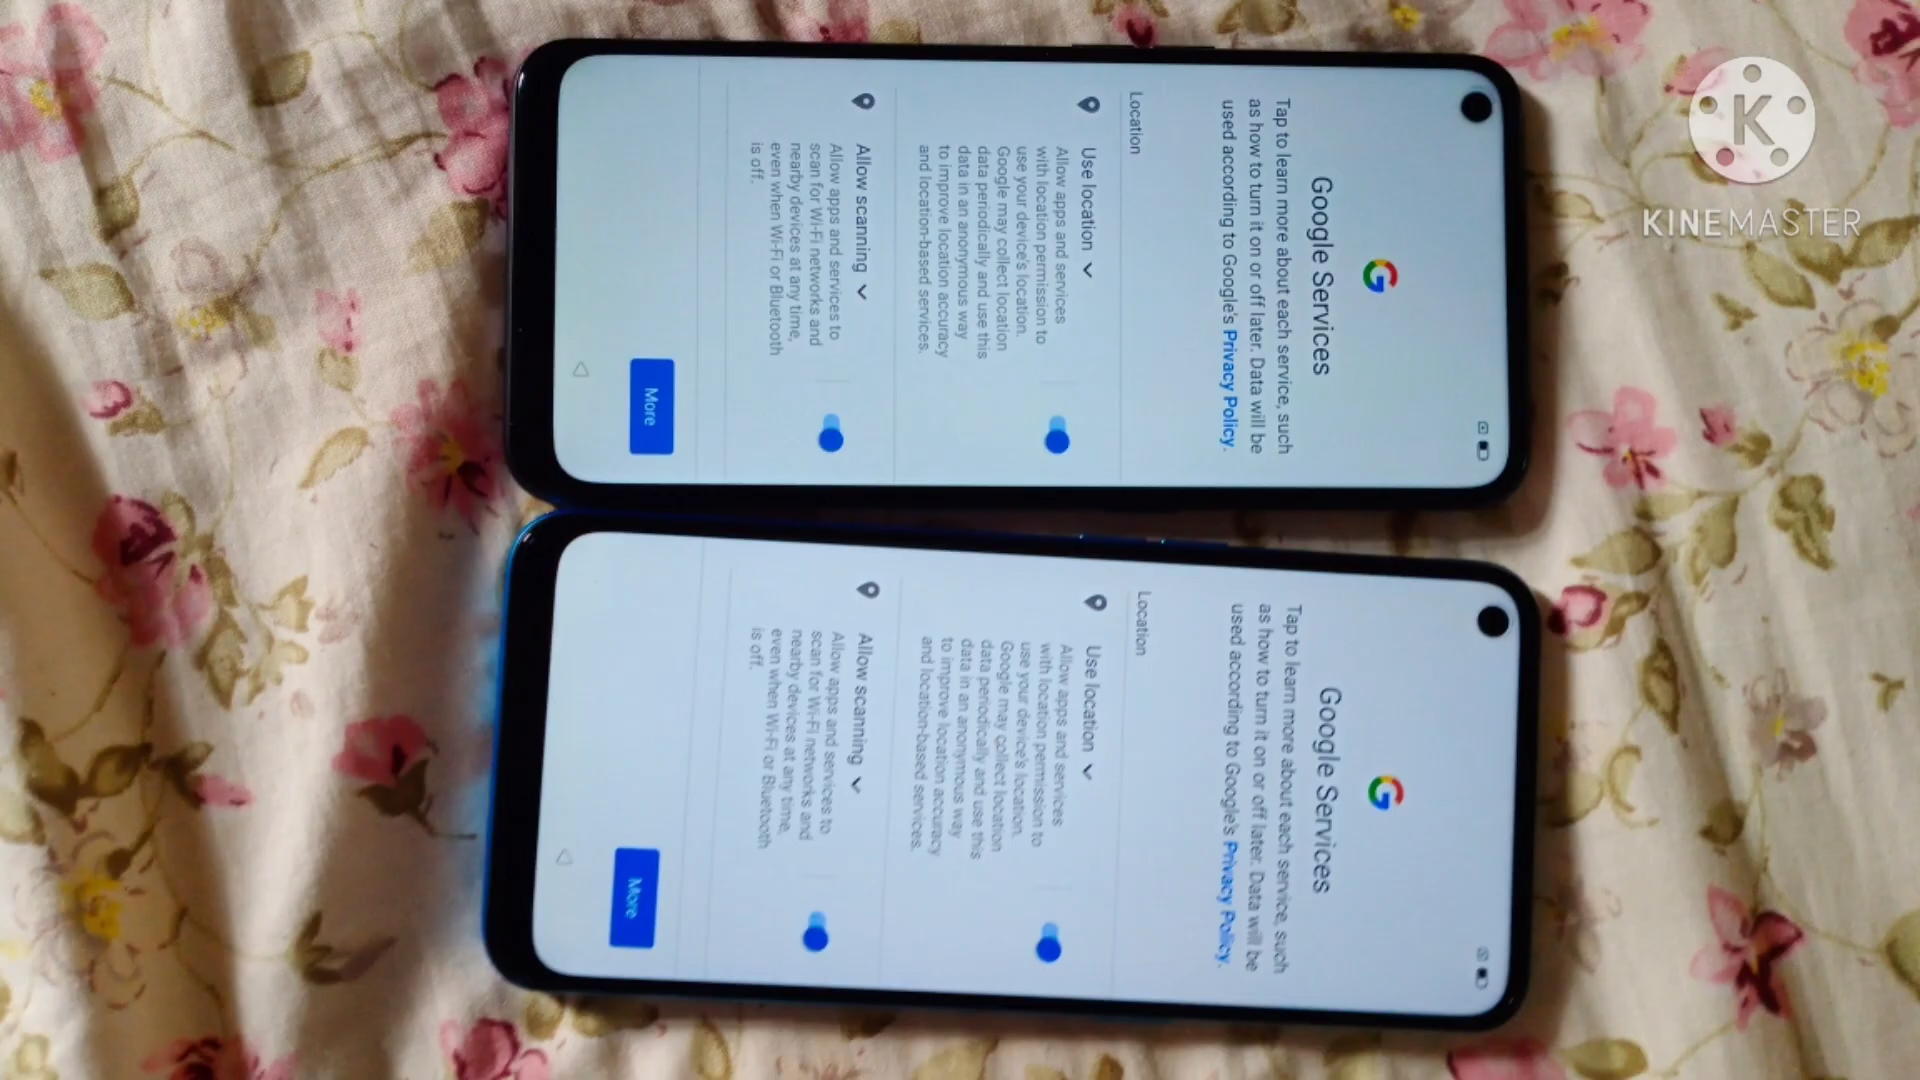 Google Services
Tap to learn more about each service, such
as how to turn it on or off later. Data will be
used according to Google's Privacy Policy.
Location
Use location
Allow apps and services
with location permission to
use your device's location.
Google may collect location
data periodically and use this
data in an anonymous way
to improve location accuracy
and location-based services.
Allow scanning
Allow apps and services to
scan for Wi-Fi networks and
nearby devices at any time,
even when Wi-Fi or Bluetooth
is off.
More
Google Services
Tap to learn more about each service, such
as how to turn it on or off later. Data will be
used according to Google's Privacy Policy.
Location
Use location
Allow apps and services
with location permission to
use your device's location.
Google may collect location
data periodically and use this
data in an anonymous way
to improve location accuracy
and location-based services.
Allow scanning
Allow apps and services to
scan for Wi-Fi networks and
nearby devices at any time,
even when Wi-Fi or Bluetooth
is off.
More
K
KINEMASTER